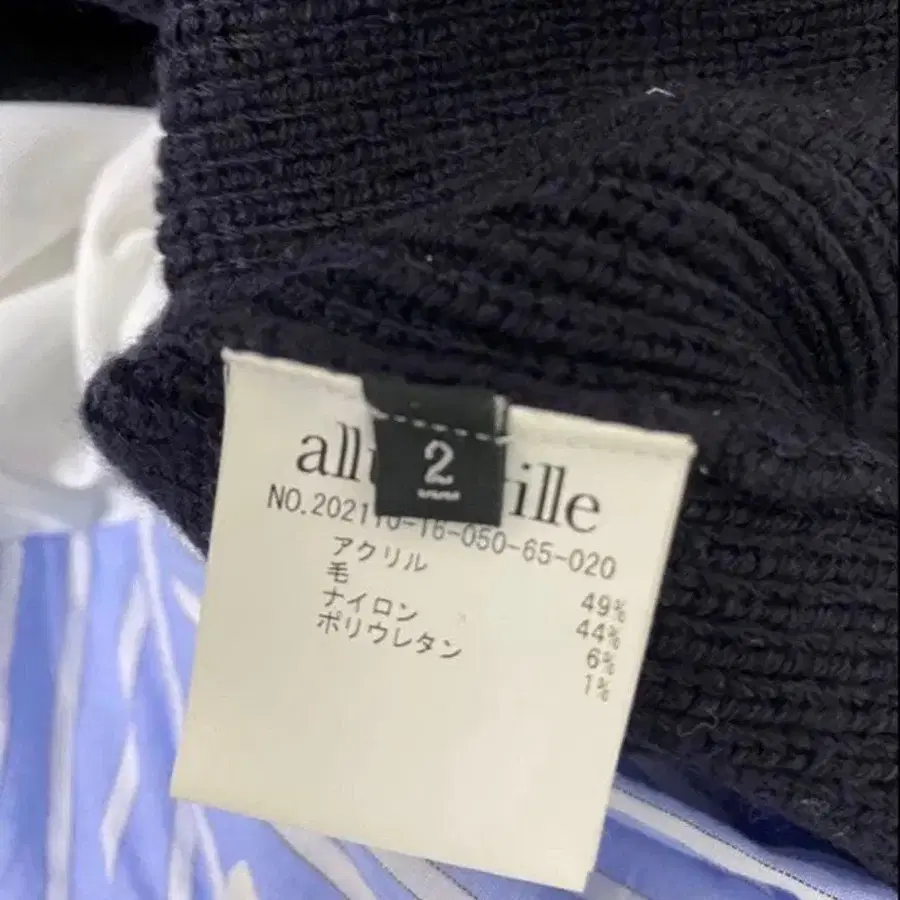 2
NO.202110-16-050-65-020
アクリル 49%
毛 44%
ナイロン 6%
ポリウレタン 1%